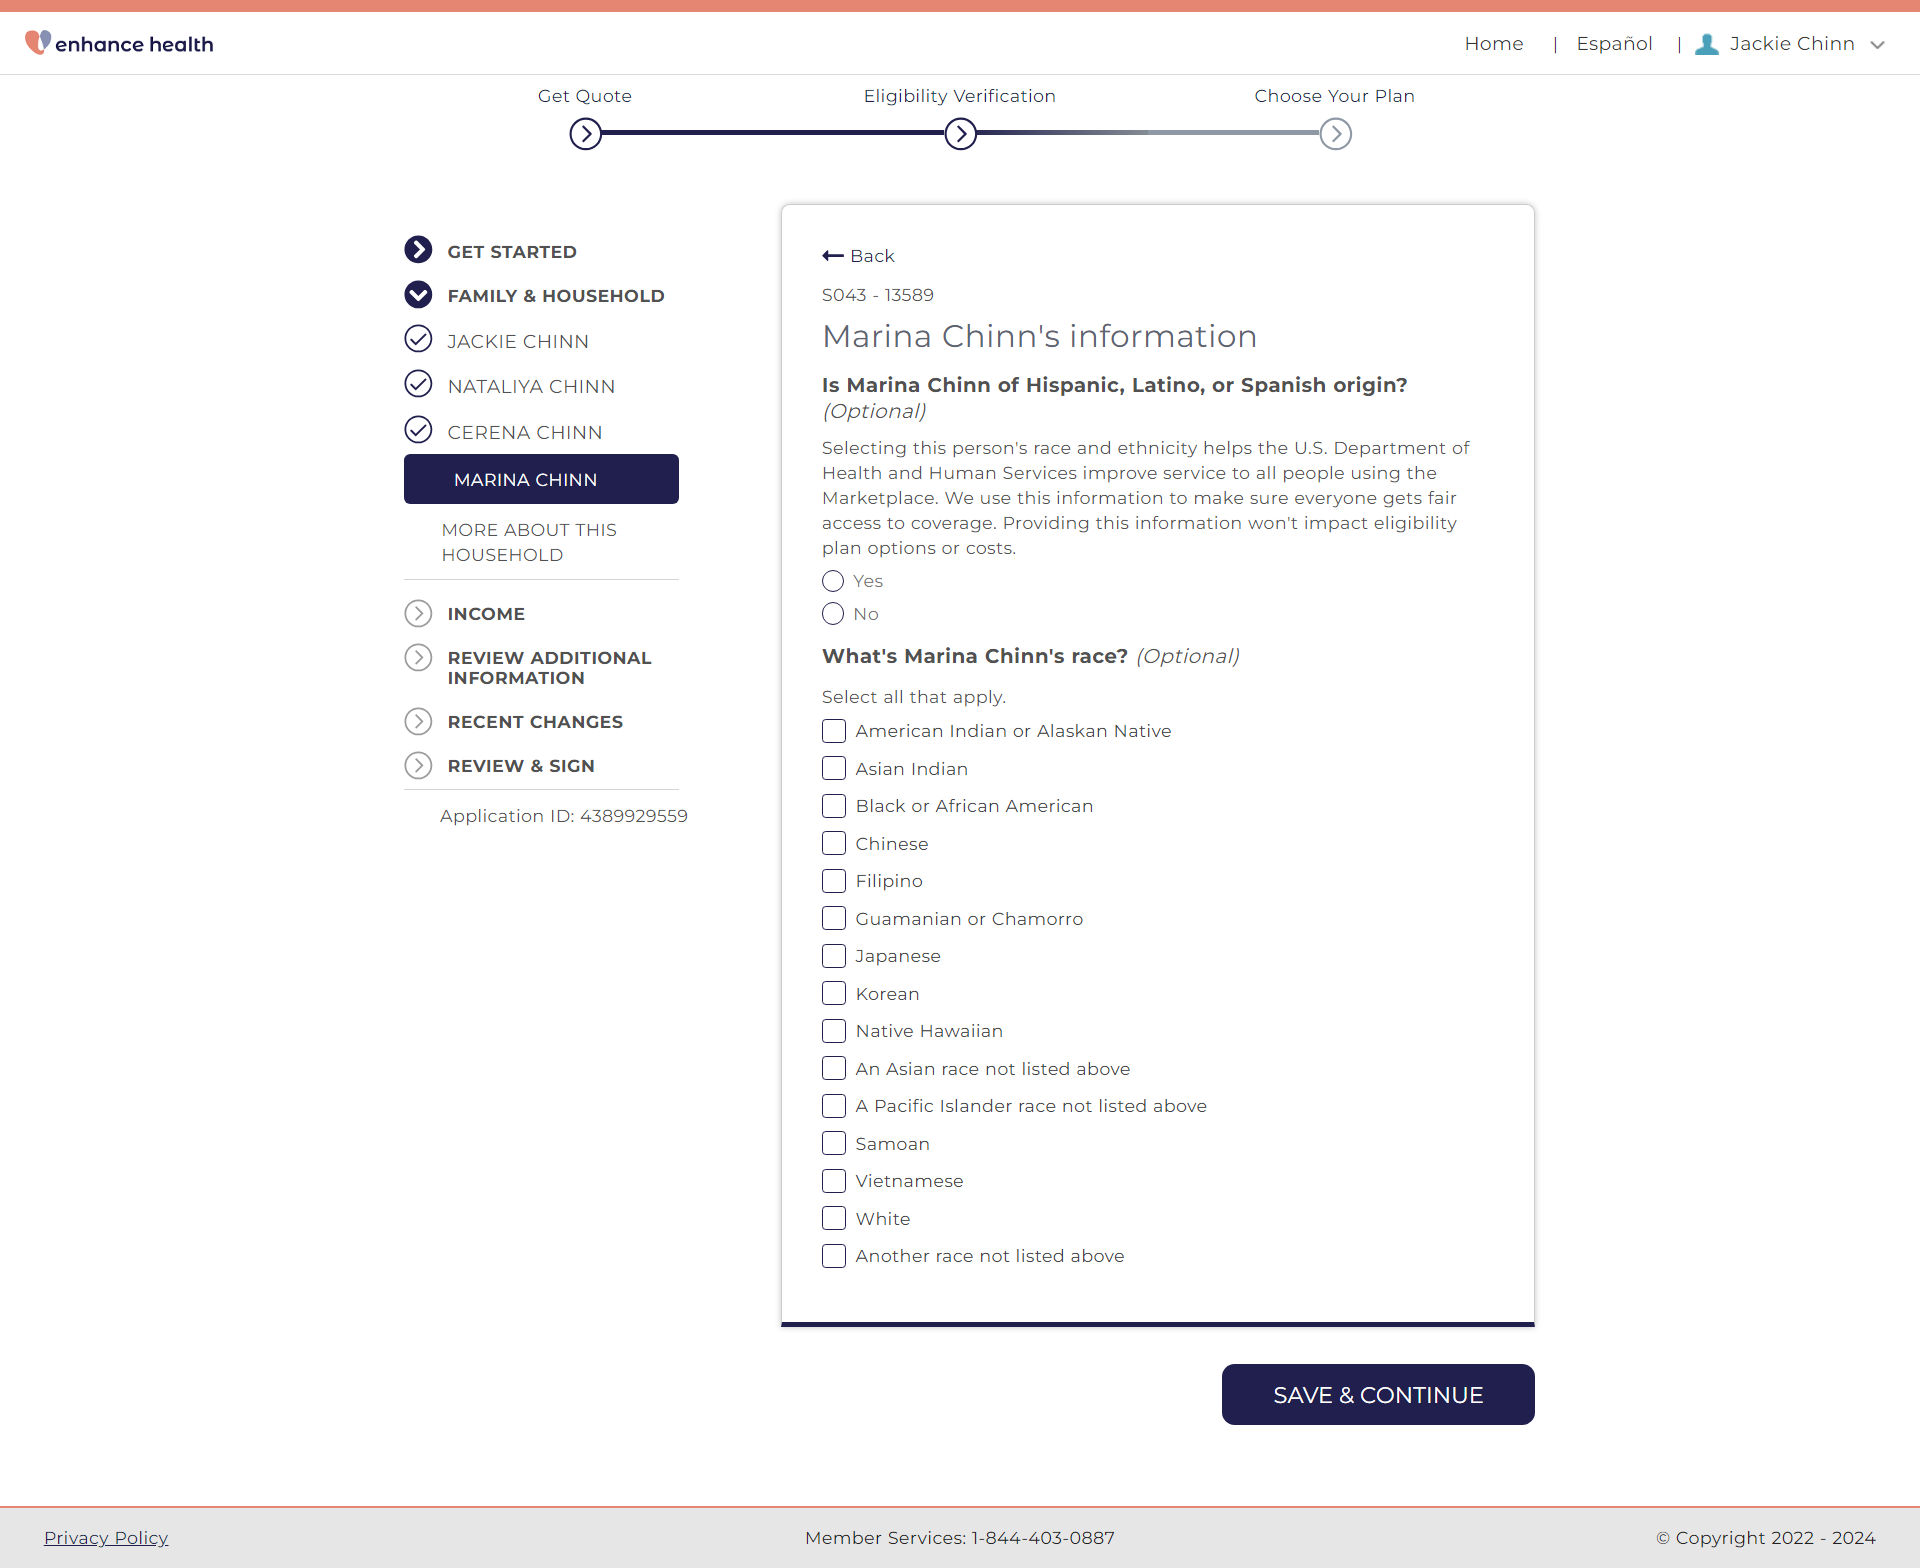 enhance health
Home | Español | Jackie Chinn
Get Quote
Eligibility Verification
Choose Your Plan
GET STARTED
FAMILY & HOUSEHOLD
JACKIE CHINN
NATALIYA CHINN
CERENA CHINN
MARINA CHINN
MORE ABOUT THIS
HOUSEHOLD
INCOME
REVIEW ADDITIONAL
INFORMATION
RECENT CHANGES
REVIEW & SIGN
Application ID: 4389929559
Back
S043 - 13589
Marina Chinn's information
Is Marina Chinn of Hispanic, Latino, or Spanish origin?
(Optional)
Selecting this person's race and ethnicity helps the U.S. Department of
Health and Human Services improve service to all people using the
Marketplace. We use this information to make sure everyone gets fair
access to coverage. Providing this information won't impact eligibility
plan options or costs.
Yes
No
What's Marina Chinn's race? (Optional)
Select all that apply.
American Indian or Alaskan Native
Asian Indian
Black or African American
Chinese
Filipino
Guamanian or Chamorro
Japanese
Korean
Native Hawaiian
An Asian race not listed above
A Pacific Islander race not listed above
Samoan
Vietnamese
White
Another race not listed above
SAVE & CONTINUE
Privacy Policy
Member Services: 1-844-403-0887
© Copyright 2022 - 2024